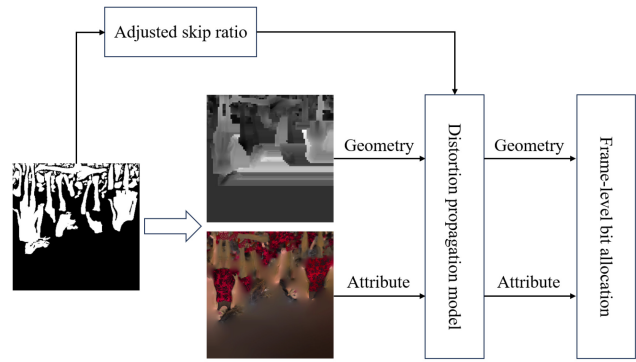 Adjusted skip ratio
Geometry
Attribute
Distortion propagation model
Geometry
Attribute
Frame-level bit allocation